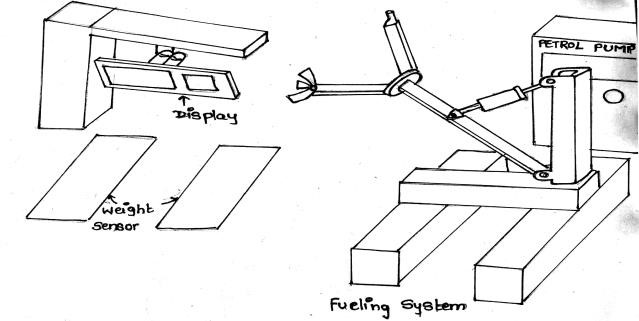 PETROL PUMP
Display
Weight
Sensor
Fueling System